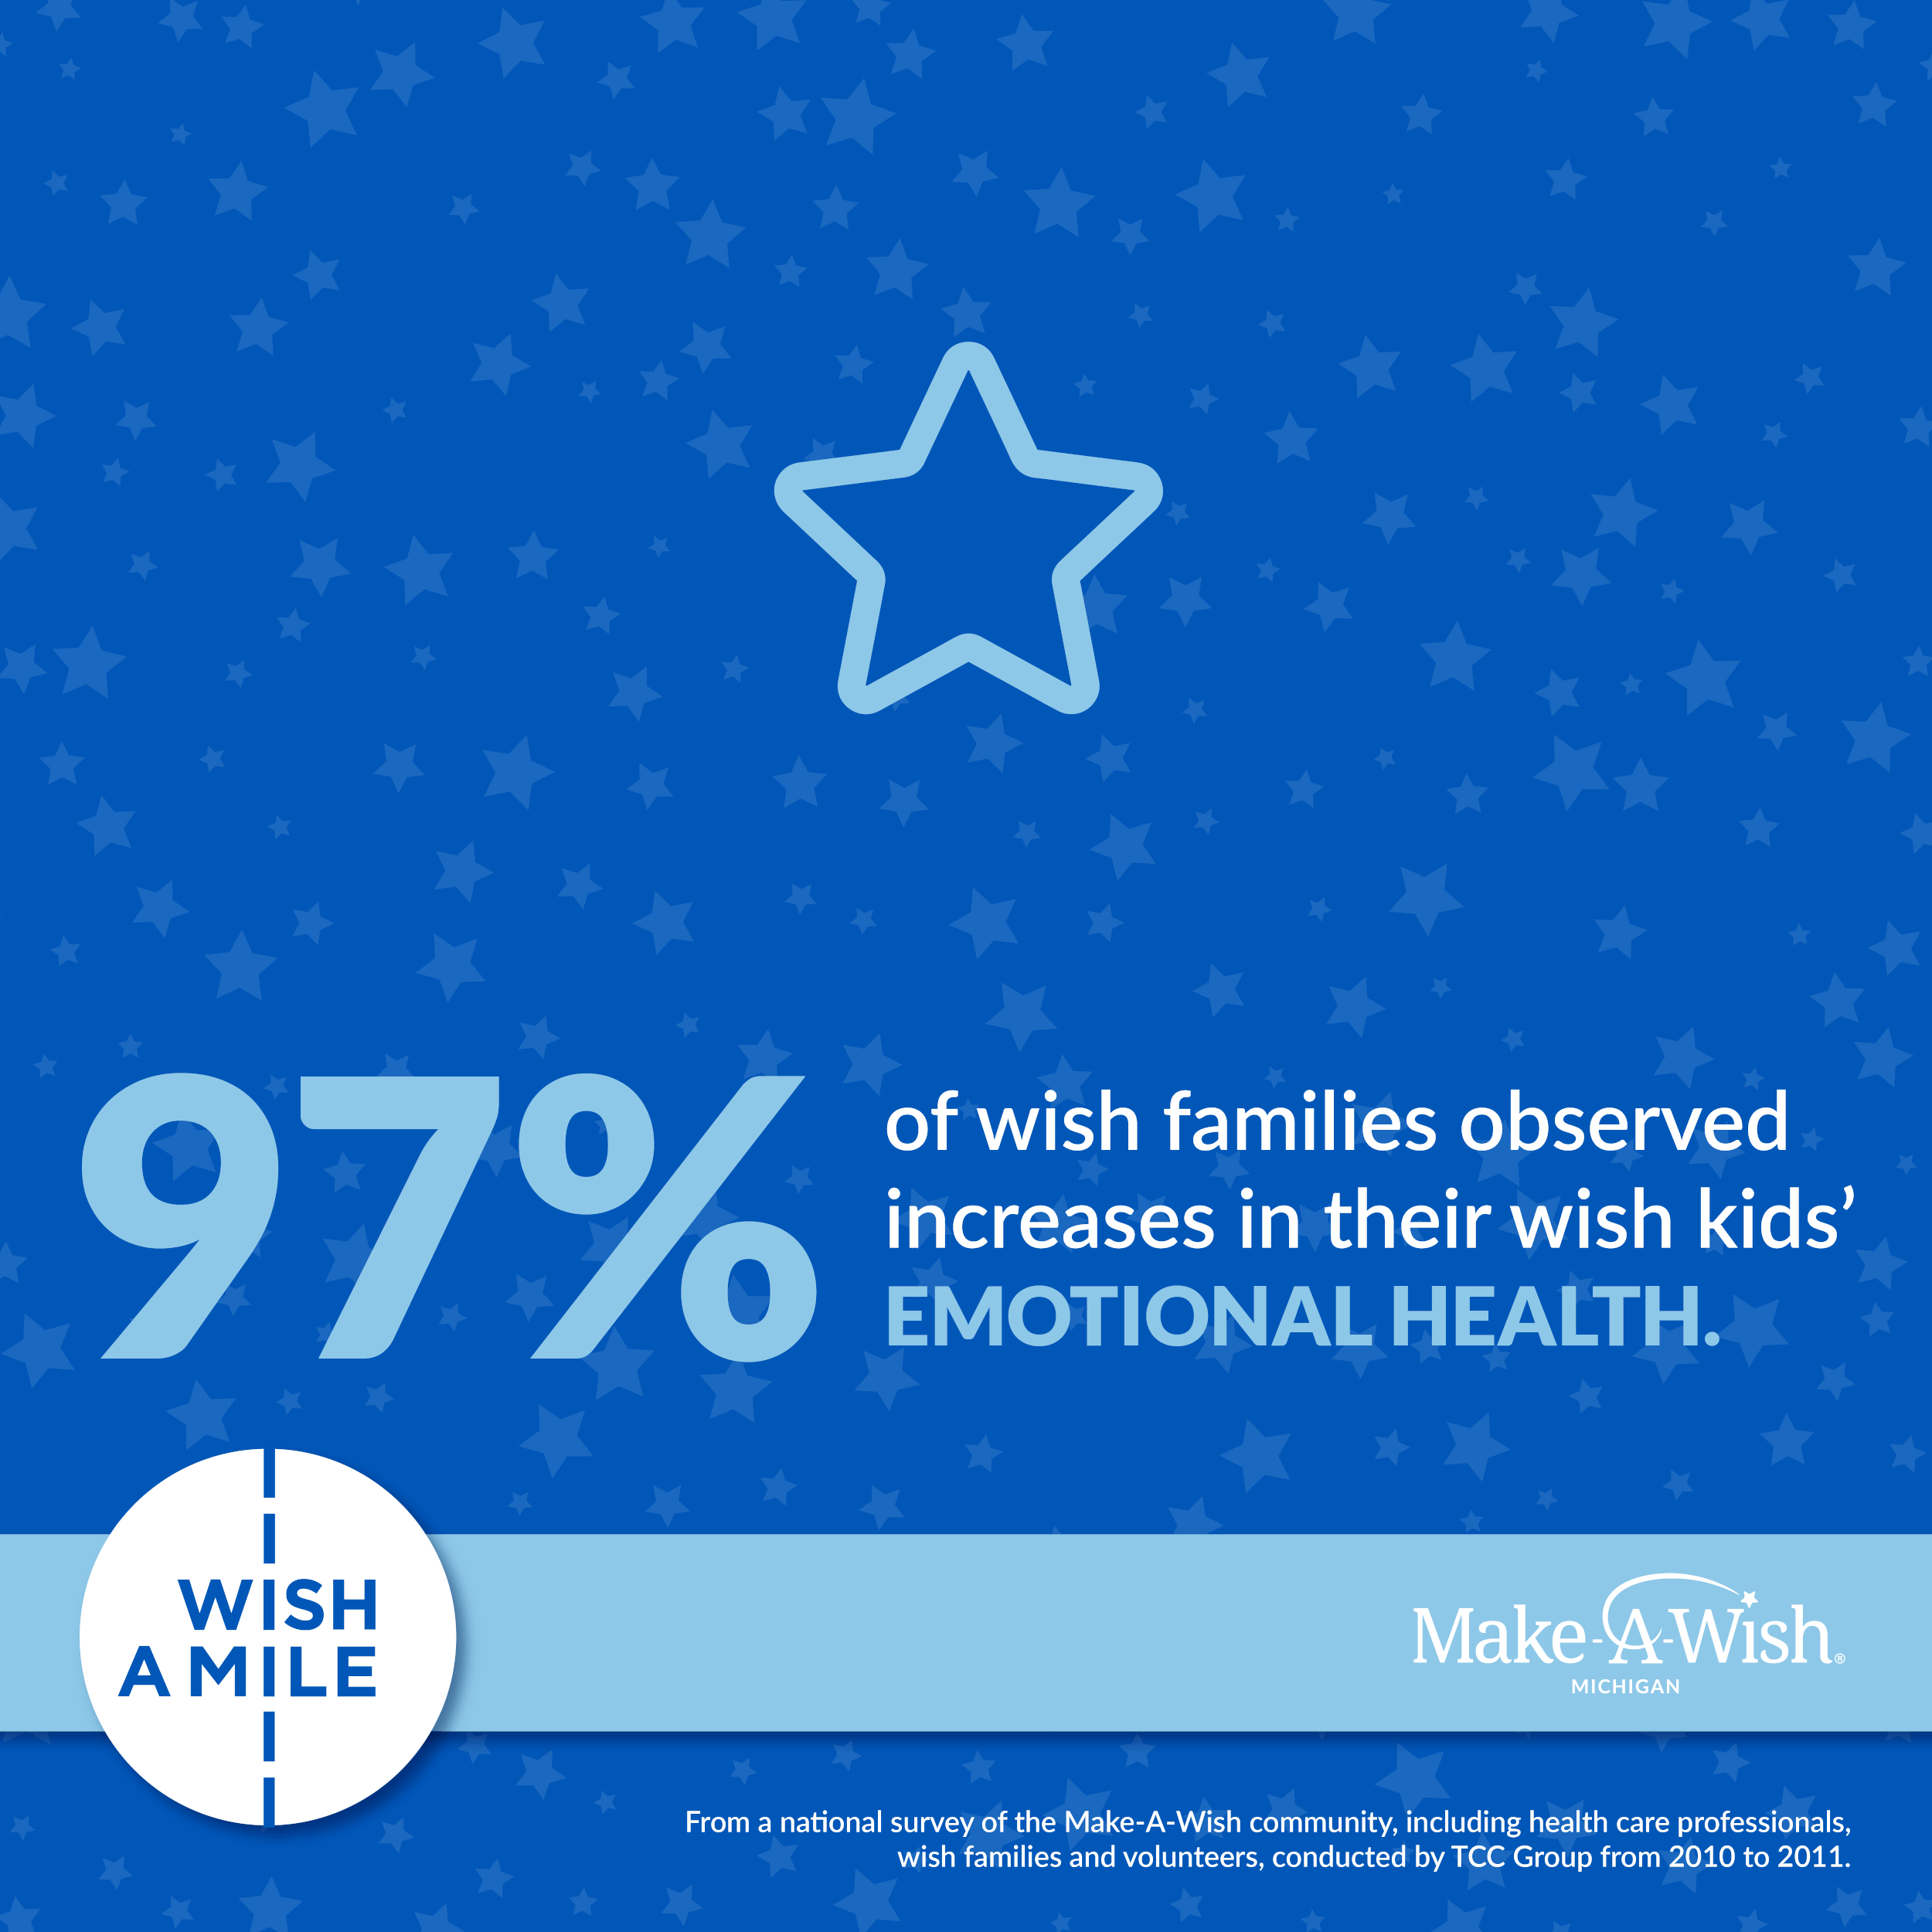 97%
of wish families observed
increases in their wish kids’
EMOTIONAL HEALTH.
WISH
A MILE
Make-A-Wish®
MICHIGAN
From a national survey of the Make-A-Wish community, including health care professionals,
wish families and volunteers, conducted by TCC Group from 2010 to 2011.